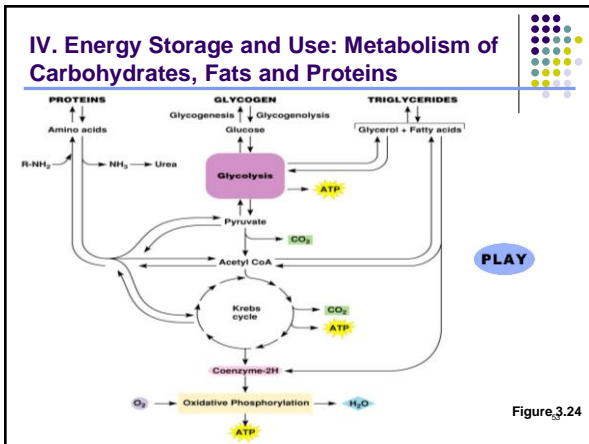 IV. Energy Storage and Use: Metabolism of
Carbohydrates, Fats and Proteins
PROTEINS
GLYCOGEN
TRIGLYCERIDES
Glycogenesis
Glycogenolysis
Amino acids
Glucose
Glycerol + Fatty acids
R-NH₂
NH₃
Urea
Glycolysis
ATP
Pyruvate
CO₂
Acetyl CoA
PLAY
Krebs
cycle
CO₂
ATP
Coenzyme-2H
O₂
Oxidative Phosphorylation
H₂O
ATP
Figure 3.24
53